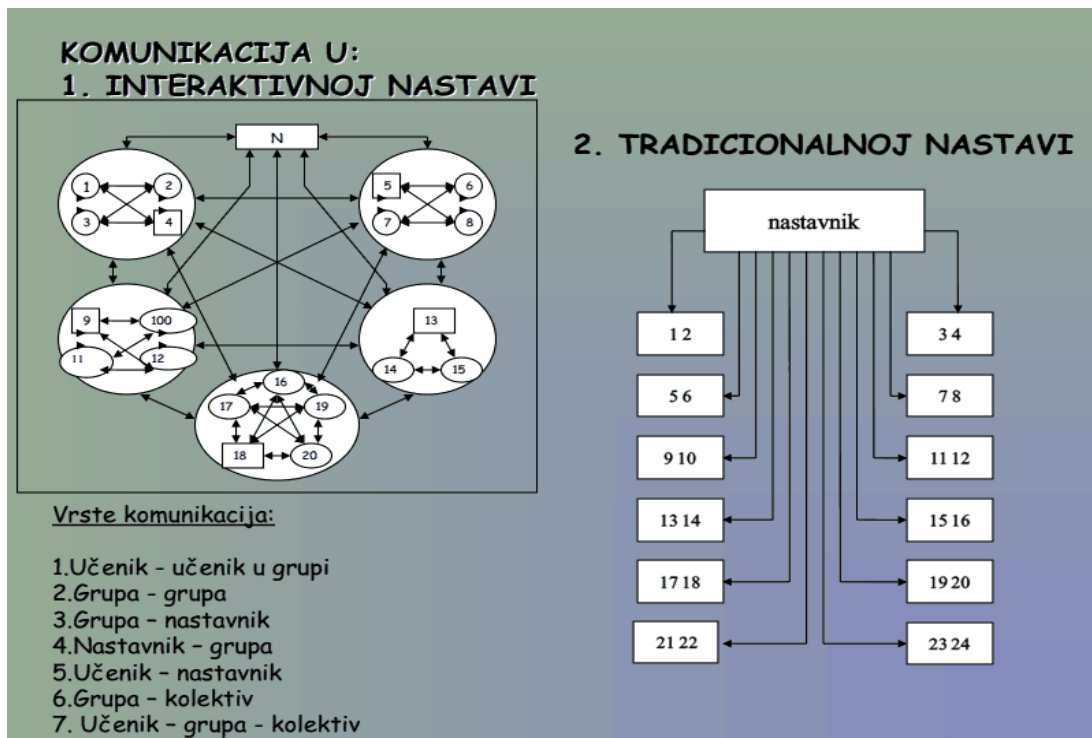 KOMUNIKACIJA U:
1. INTERAKTIVNOJ NASTAVI
N
1 2
3 4
5 6
7 8
9 100
11 12
13
14 15
16
17 19
18 20
Vrste komunikacija:
1.Učenik - učenik u grupi
2.Grupa - grupa
3.Grupa – nastavnik
4.Nastavnik – grupa
5.Učenik – nastavnik
6.Grupa – kolektiv
7. Učenik – grupa - kolektiv
2. TRADICIONALNOJ NASTAVI
nastavnik
1 2
3 4
5 6
7 8
9 10
11 12
13 14
15 16
17 18
19 20
21 22
23 24